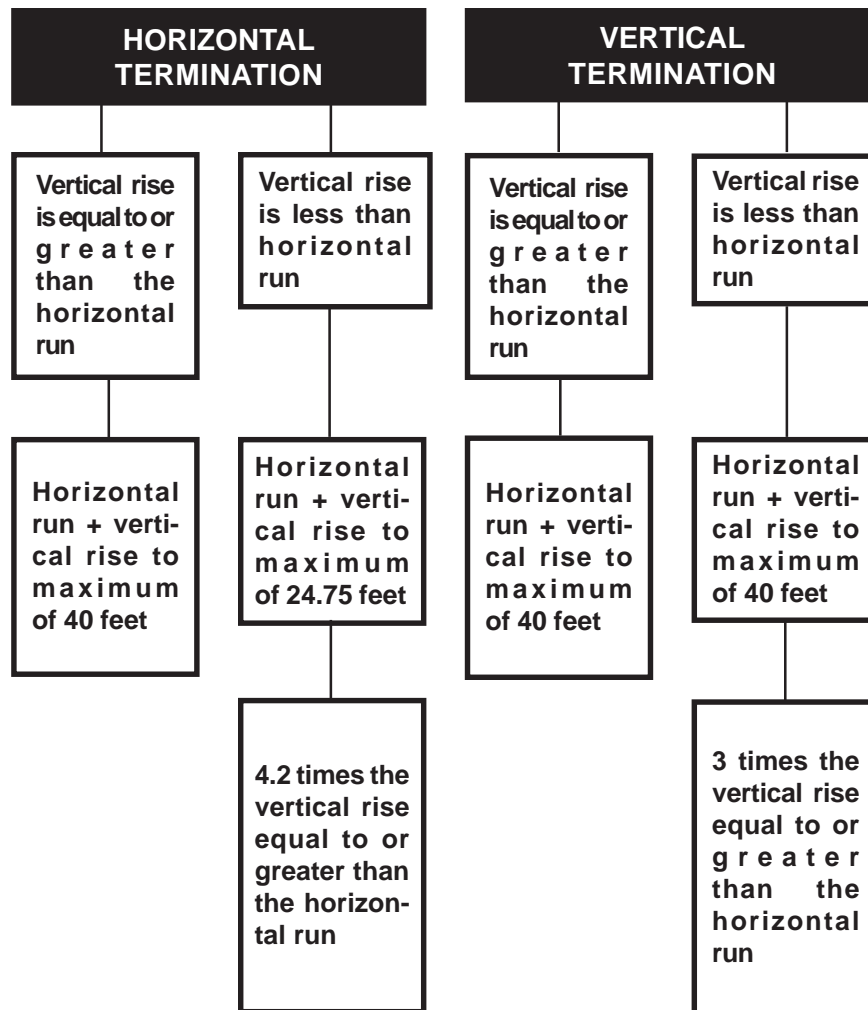 HORIZONTAL
TERMINATION
Vertical rise
is equal to or
greater
than the
horizontal
run
Horizontal
run + verti-
cal rise to
maximum
of 40 feet
Vertical rise
is less than
horizontal
run
Horizontal
run + verti-
cal rise to
maximum
of 24.75 feet
4.2 times the
vertical rise
equal to or
greater than
the horizon-
tal run
VERTICAL
TERMINATION
Vertical rise
is equal to or
greater
than the
horizontal
run
Horizontal
run + verti-
cal rise to
maximum
of 40 feet
Vertical rise
is less than
horizontal
run
Horizontal
run + verti-
cal rise to
maximum
of 40 feet
3 times the
vertical rise
equal to or
greater
than the
horizontal
run